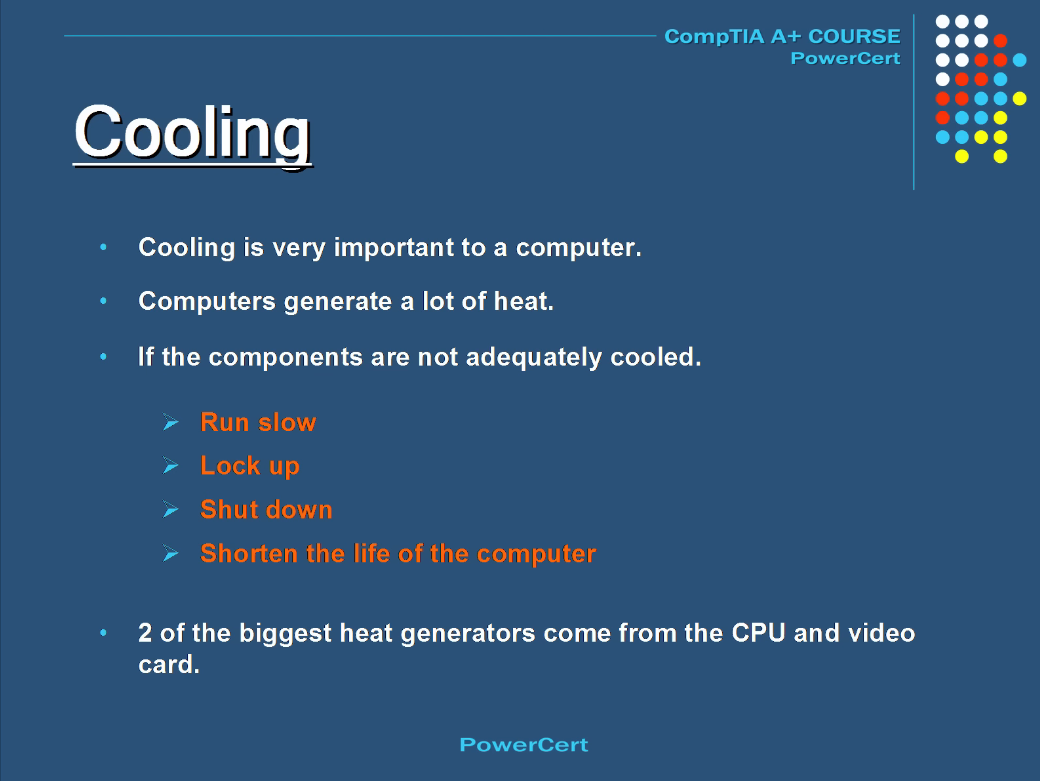 CompTIA A+ COURSE
PowerCert
Cooling
• Cooling is very important to a computer.
• Computers generate a lot of heat.
• If the components are not adequately cooled.
➢ Run slow
➢ Lock up
➢ Shut down
➢ Shorten the life of the computer
• 2 of the biggest heat generators come from the CPU and video
card.
PowerCert